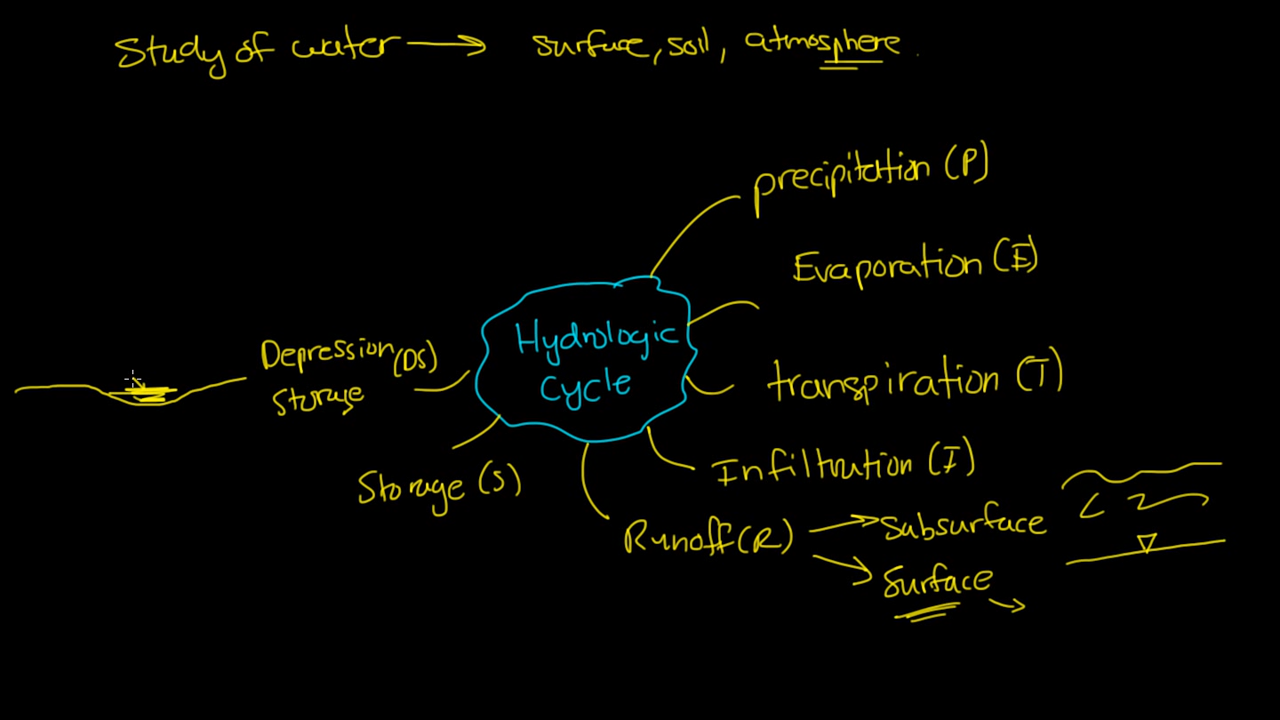 Study of water → surface, soil, atmosphere.
precipitation (P)
Evaporation (E)
Hydrologic
Cycle
Depression (DS)
Storage
transpiration (T)
Infiltration (I)
Storage (S)
Runoff (R) → Subsurface
→ Surface →